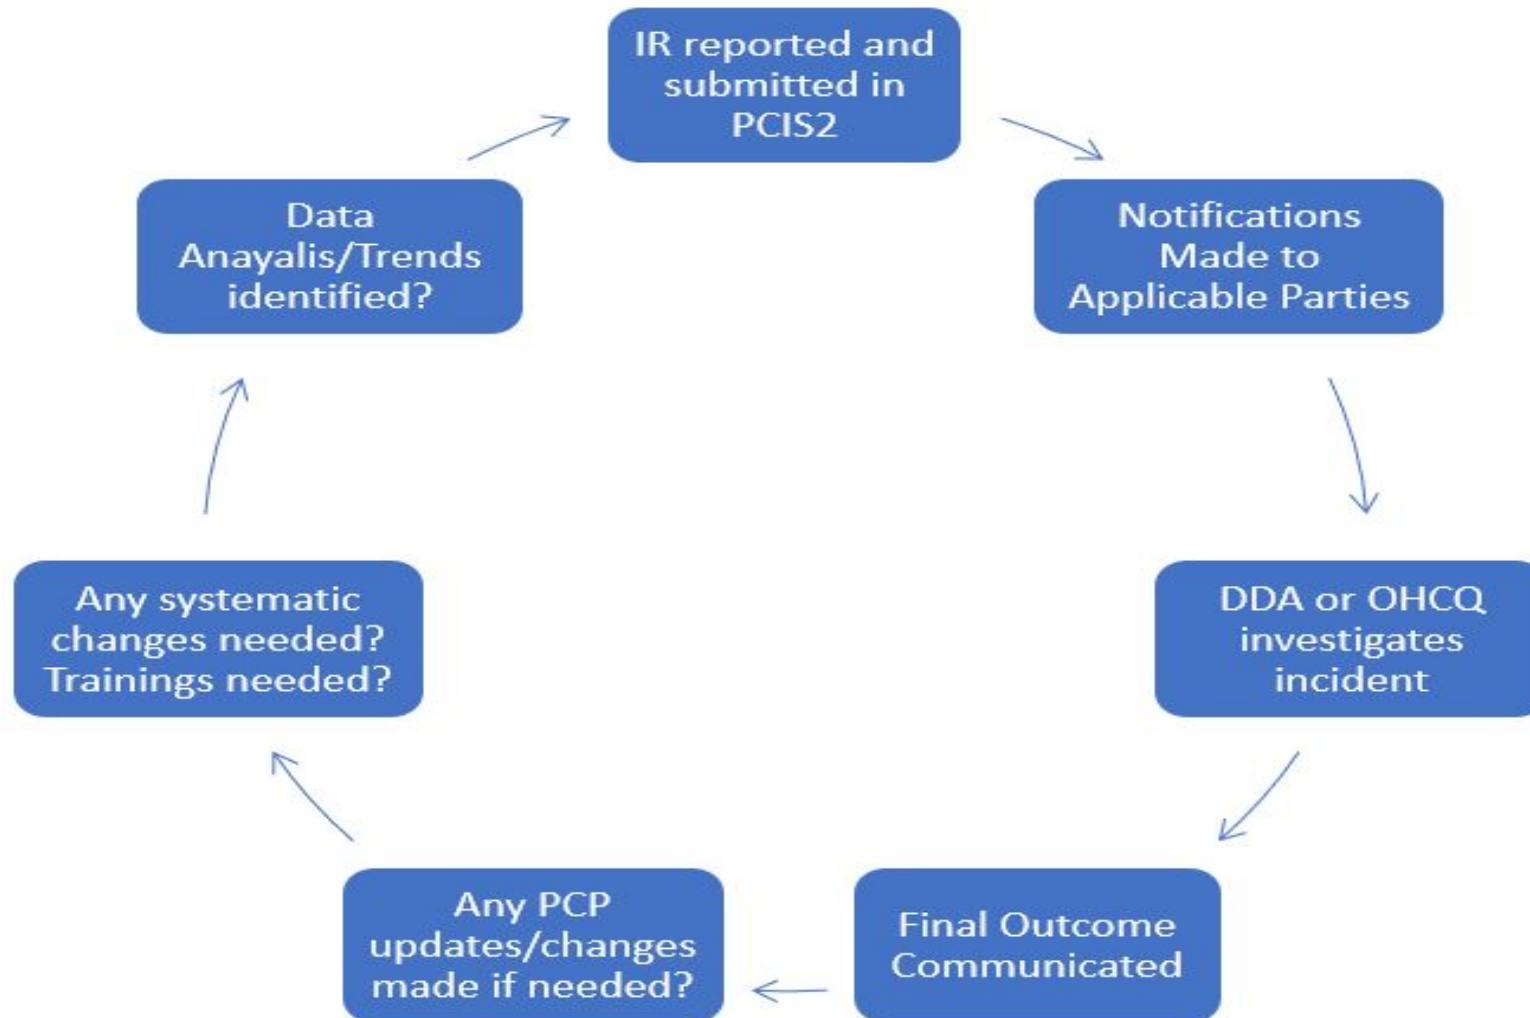 IR reported and
submitted in
PCIS2
Notifications
Made to
Applicable Parties
DDA or OHCQ
investigates
incident
Final Outcome
Communicated
Any PCP
updates/changes
made if needed?
Any systematic
changes needed?
Trainings needed?
Data
Anayalis/Trends
identified?